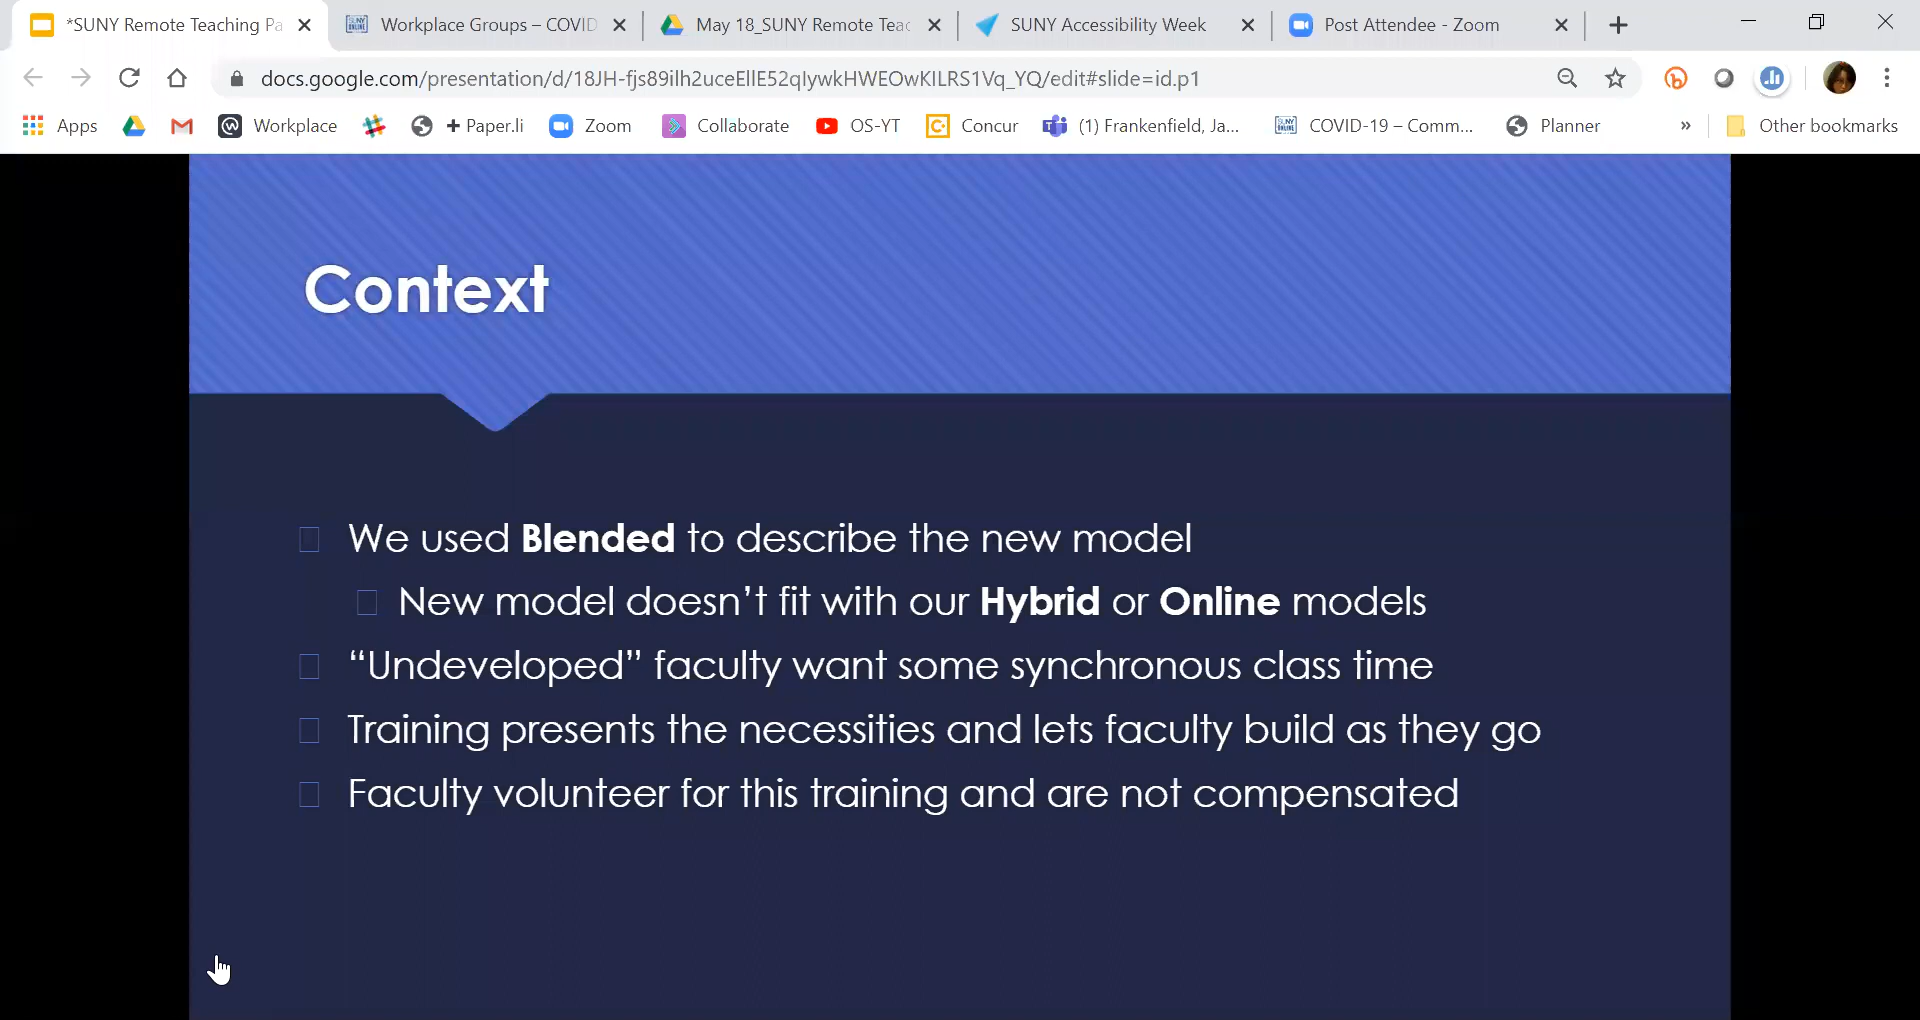 *SUNY Remote Teaching Pa
Workplace Groups – COVID
May 18_SUNY Remote Teac
SUNY Accessibility Week
Post Attendee - Zoom
docs.google.com/presentation/d/18JH-fjs89ilh2uceEllE52qIywkHWEOwKILRS1Vq_YQ/edit#slide=id.p1
Apps
Workplace
+ Paper.li
Zoom
Collaborate
OS-YT
Concur
(1) Frankenfield, Ja...
COVID-19 – Comm...
Planner
»
Other bookmarks
Context
We used Blended to describe the new model
New model doesn’t fit with our Hybrid or Online models
“Undeveloped” faculty want some synchronous class time
Training presents the necessities and lets faculty build as they go
Faculty volunteer for this training and are not compensated